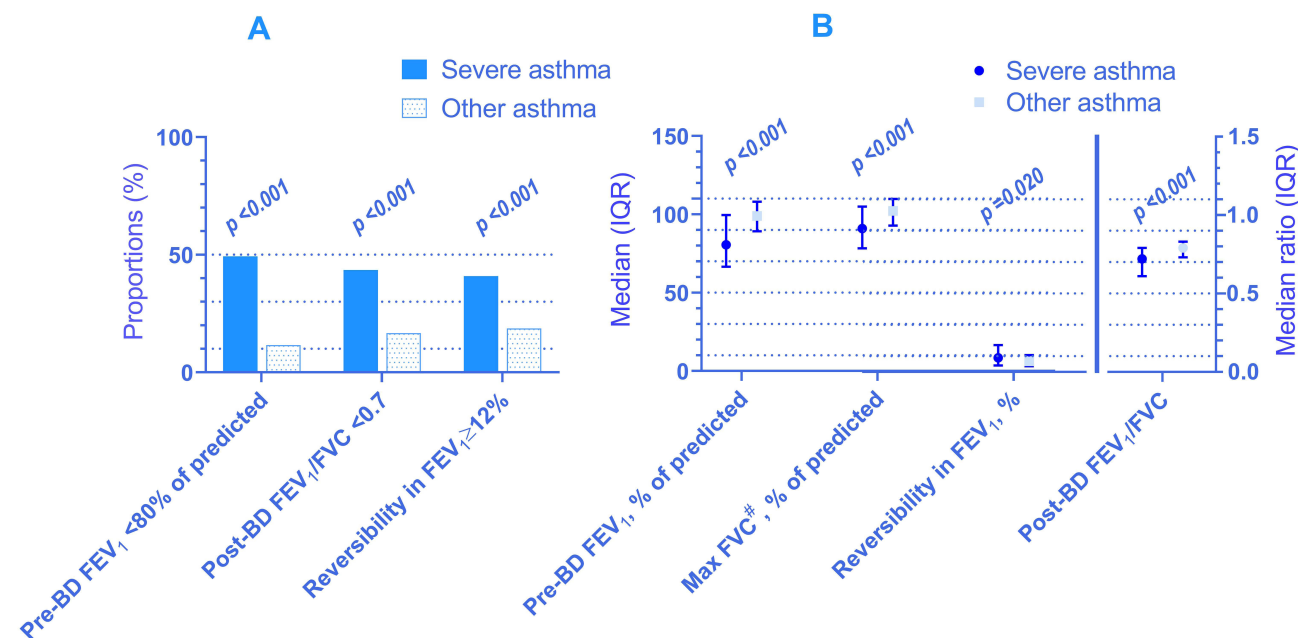 A
Severe asthma
Other asthma
Proportions (%)
100
50
0
p <0.001
p <0.001
p <0.001
Pre-BD FEV₁ <80% of predicted
Post-BD FEV₁/FVC <0.7
Reversibility in FEV₁≥12%
B
Severe asthma
Other asthma
Median (IQR)
150
100
50
0
p <0.001
p <0.001
p =0.020
p <0.001
1.5
1.0
0.5
0.0
Median ratio (IQR)
Pre-BD FEV₁, % of predicted
Max FVC#, % of predicted
Reversibility in FEV₁, %
Post-BD FEV₁/FVC